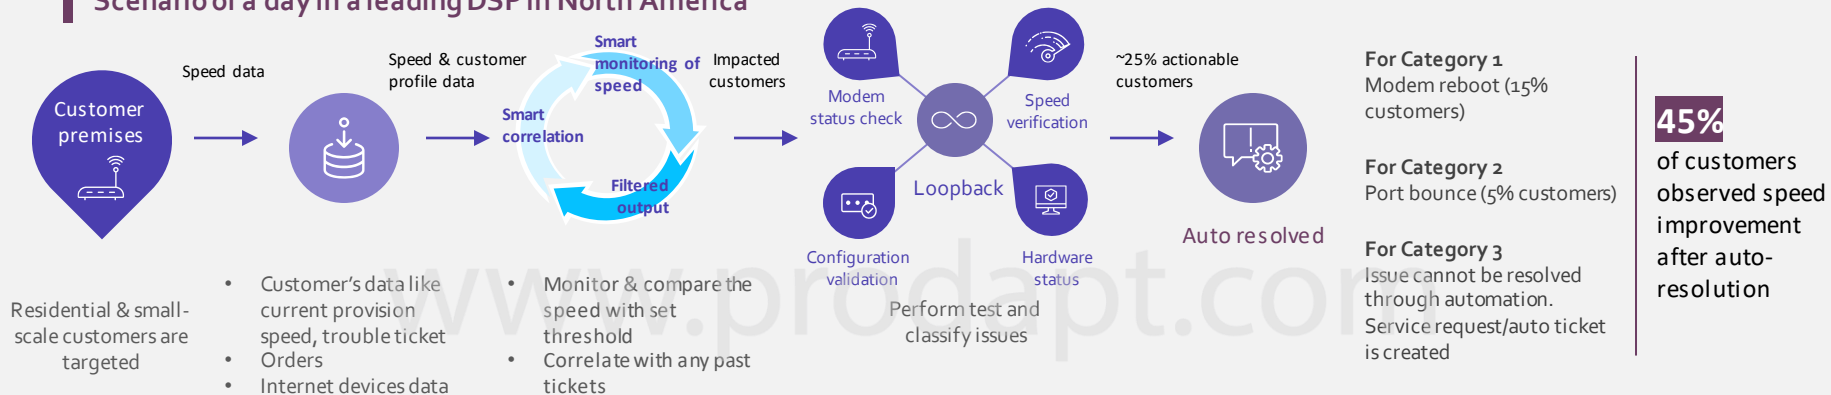 Scenario of a day in a leading DSP in North America
Customer
premises
Residential & small-
scale customers are
targeted
Speed data
Speed & customer
profile data
• Customer's data like
current provision
speed, trouble ticket
• Orders
• Internet devices data
Smart
monitoring of
speed
Smart
correlation
Filtered
output
• Monitor & compare the
speed with set
threshold
• Correlate with any past
tickets
Impacted
customers
Modem
status check
Speed
verification
Loopback
Configuration
validation
Hardware
status
Perform test and
classify issues
~25% actionable
customers
Auto resolved
For Category 1
Modem reboot (15%
customers)
For Category 2
Port bounce (5% customers)
For Category 3
Issue cannot be resolved
through automation.
Service request/auto ticket
is created
45%
of customers
observed speed
improvement
after auto-
resolution
www.prodapt.com